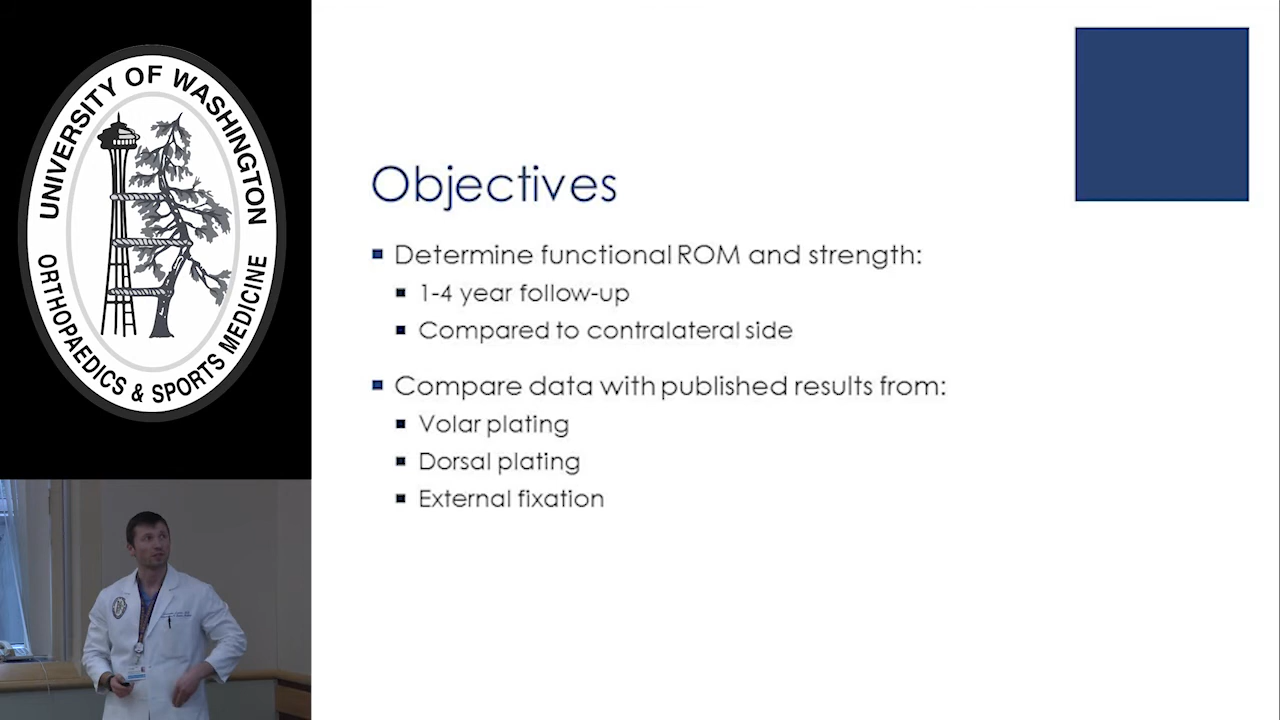 UNIVERSITY OF WASHINGTON
ORTHOPAEDICS & SPORTS MEDICINE
Objectives
Determine functional ROM and strength:
1-4 year follow-up
Compared to contralateral side
Compare data with published results from:
Volar plating
Dorsal plating
External fixation